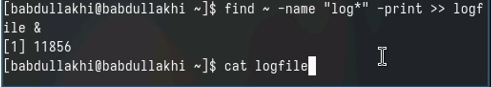 [babdullakhi@babdullakhi ~]$ find ~ -name "log*" -print >> logf
ile &
[1] 11856
[babdullakhi@babdullakhi ~]$ cat logfile